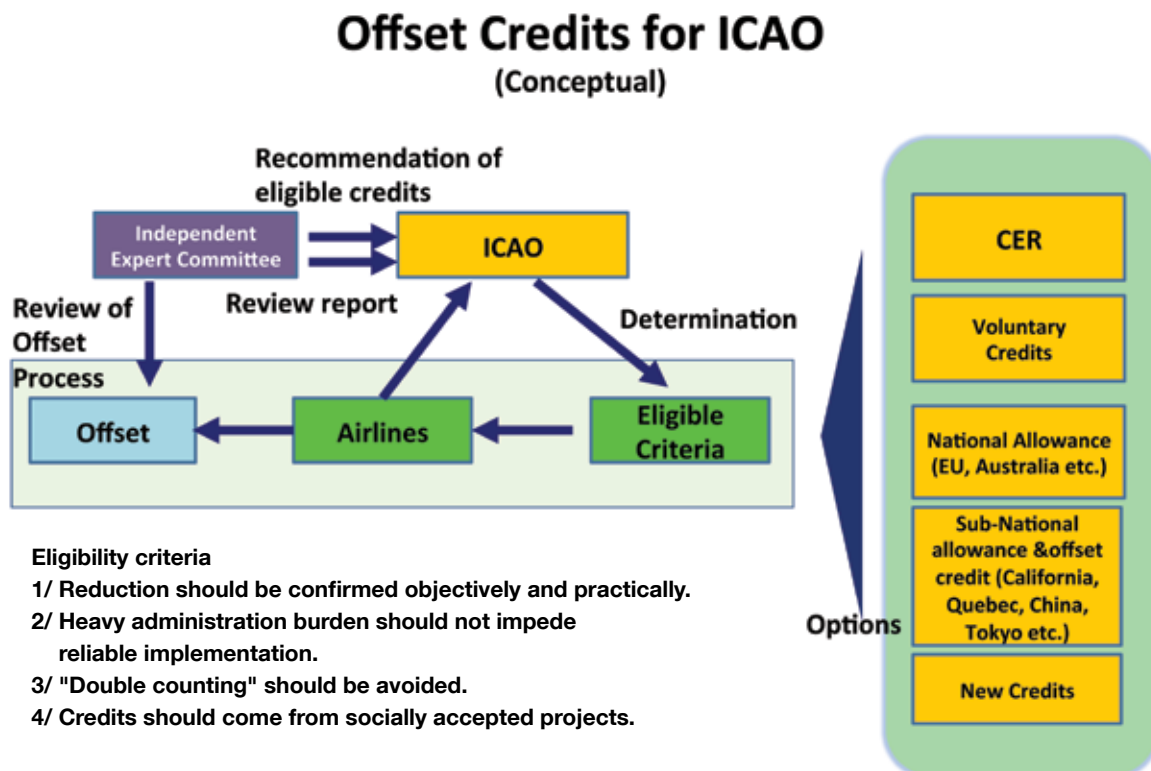 Offset Credits for ICAO
(Conceptual)
Recommendation of
eligible credits
Independent
Expert Committee
ICAO
Review report
Review of
Offset
Process
Determination
Offset
Airlines
Eligible
Criteria
Eligibility criteria
1/ Reduction should be confirmed objectively and practically.
2/ Heavy administration burden should not impede
reliable implementation.
3/ "Double counting" should be avoided.
4/ Credits should come from socially accepted projects.
Options
CER
Voluntary
Credits
National Allowance
(EU, Australia etc.)
Sub-National
allowance &offset
credit (California,
Quebec, China,
Tokyo etc.)
New Credits